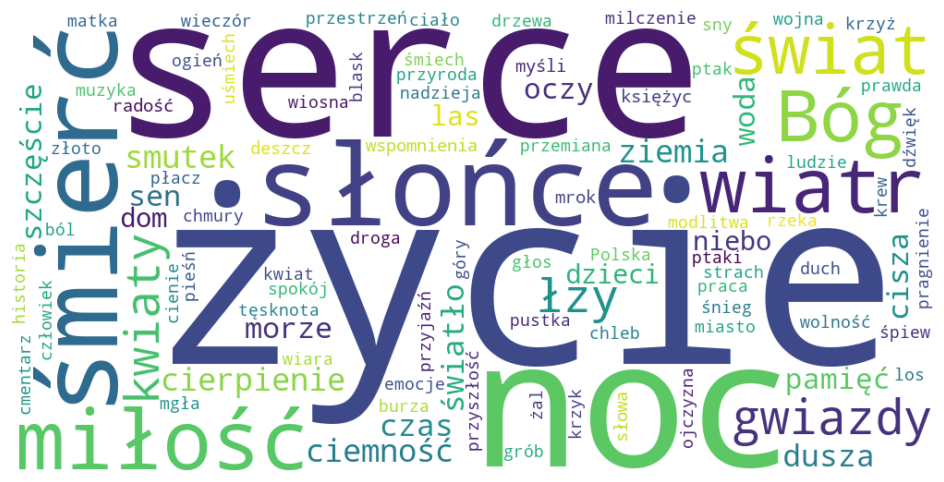 matka
wieczór
przestrzeń
ciało
drzewa
milczenie
sny
wojna
krzyż
serce
świat
śmierć
ogień
uśmiech
śmiech
blask
myśli
ptak
muzyka
radość
wiosna
przyroda
nadzieja
oczy
księżyc
woda
prawda
szczęście
las
Bóg
dźwięk
złoto
smutek
deszcz
wspomnienia
przemiana
ziemia
ludzie
płacz
sen
słońce
mrok
wiatr
krew
ból
dom
chmury
modlitwa
rzeka
pragnienie
droga
życie
niebo
ptaki
historia
człowiek
kwiaty
cienie
pieśń
kwiat
góry
głos
Polska
dzieci
strach
duch
cisza
spokój
tęsknota
światło
łzy
praca
śnieg
morze
przyjaźń
pustka
chleb
miasto
wolność
śpiew
cmentarz
wiara
cierpienie
emocje
przyszłość
noc
ojczyzna
pamięć
los
mgła
burza
żal
krzyk
słowa
gwiazdy
miłość
czas
ciemność
grób
dusza